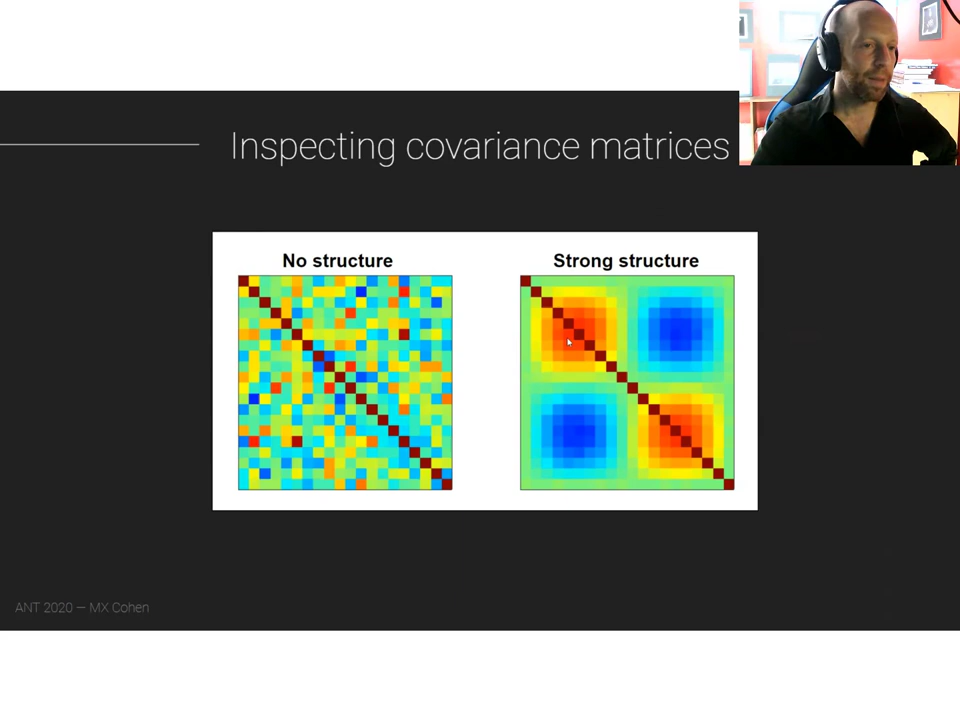 Inspecting covariance matrices
No structure
Strong structure
ANT 2020 — MX Cohen